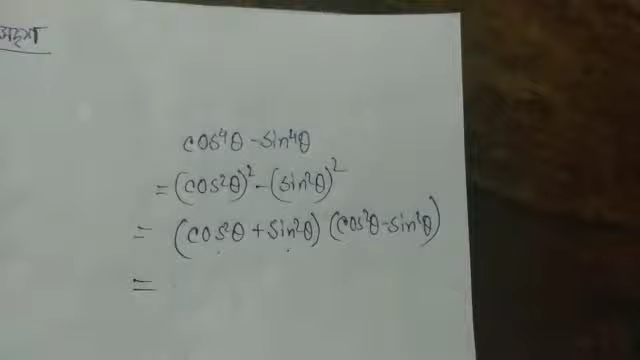 cos⁴θ - sin⁴θ
= (cos²θ)² - (sin²θ)²
= (cos²θ + sin²θ) (cos²θ - sin²θ)
=